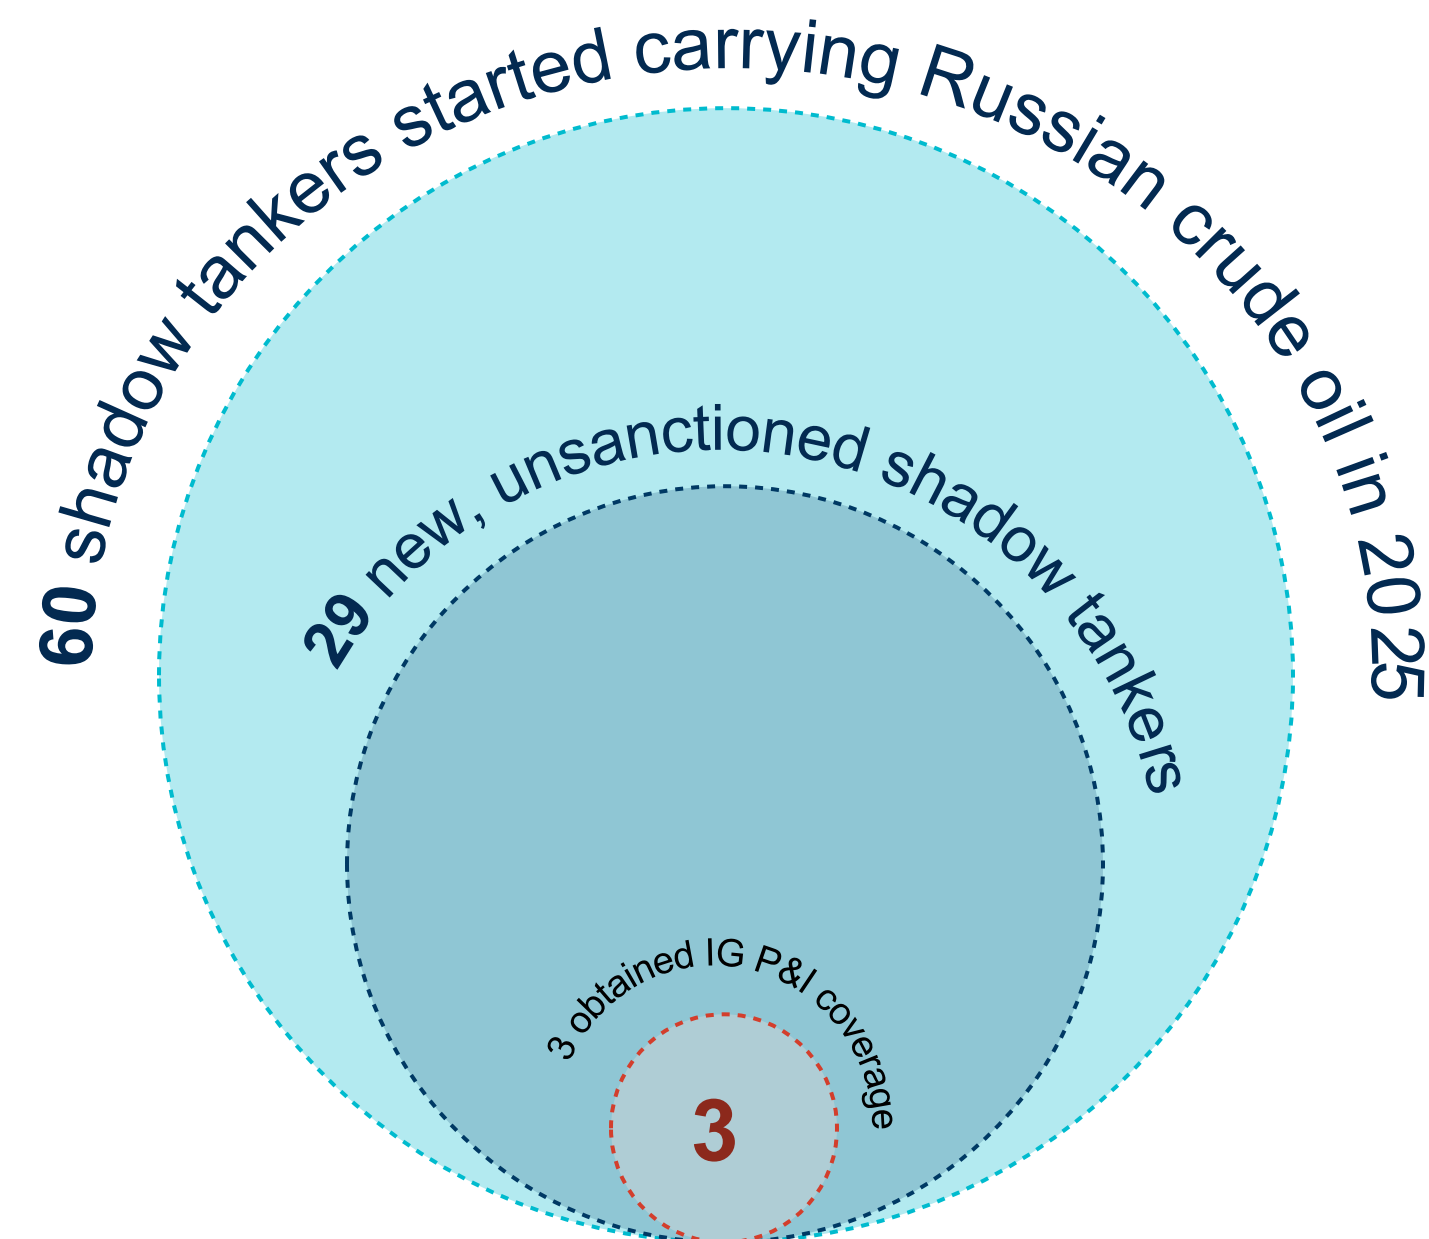 60 shadow tankers started carrying Russian crude oil in 2025
29 new, unsanctioned shadow tankers
3 obtained IG P&I coverage
3